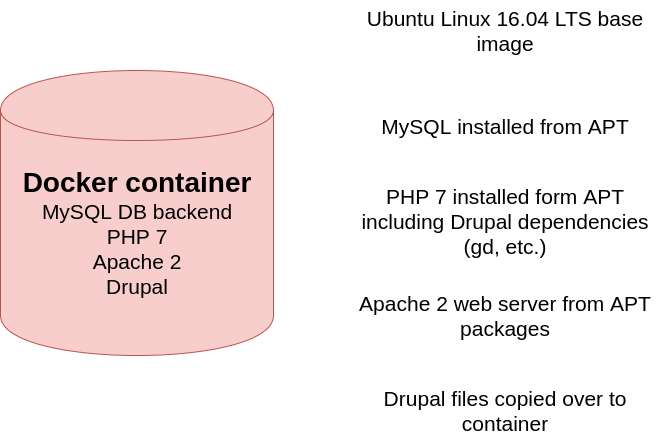 Docker container
MySQL DB backend
PHP 7
Apache 2
Drupal
Ubuntu Linux 16.04 LTS base
image
MySQL installed from APT
PHP 7 installed form APT
including Drupal dependencies
(gd, etc.)
Apache 2 web server from APT
packages
Drupal files copied over to
container